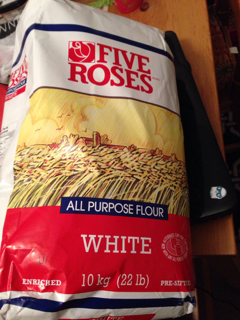 FIVE
ROSES
ALL PURPOSE FLOUR
WHITE
ENRICHED 10 kg (22 lb) PRE-SIFTED